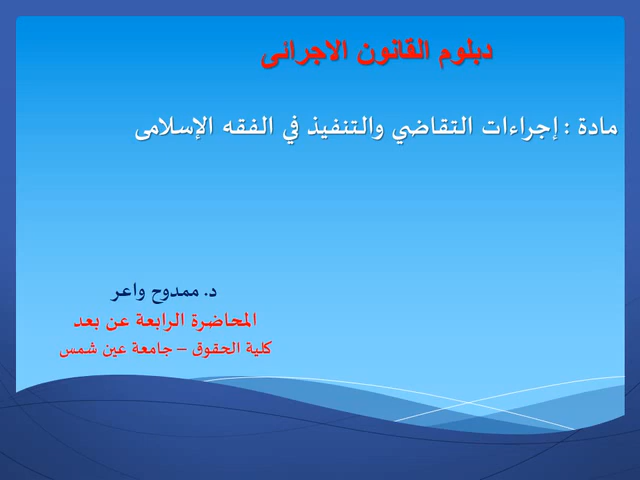 دبلوم القانون الاجرائى
مادة : إجراءات التقاضي والتنفيذ في الفقه الإسلامى
د. ممدوح واعر
المحاضرة الرابعة عن بعد
كلية الحقوق – جامعة عين شمس